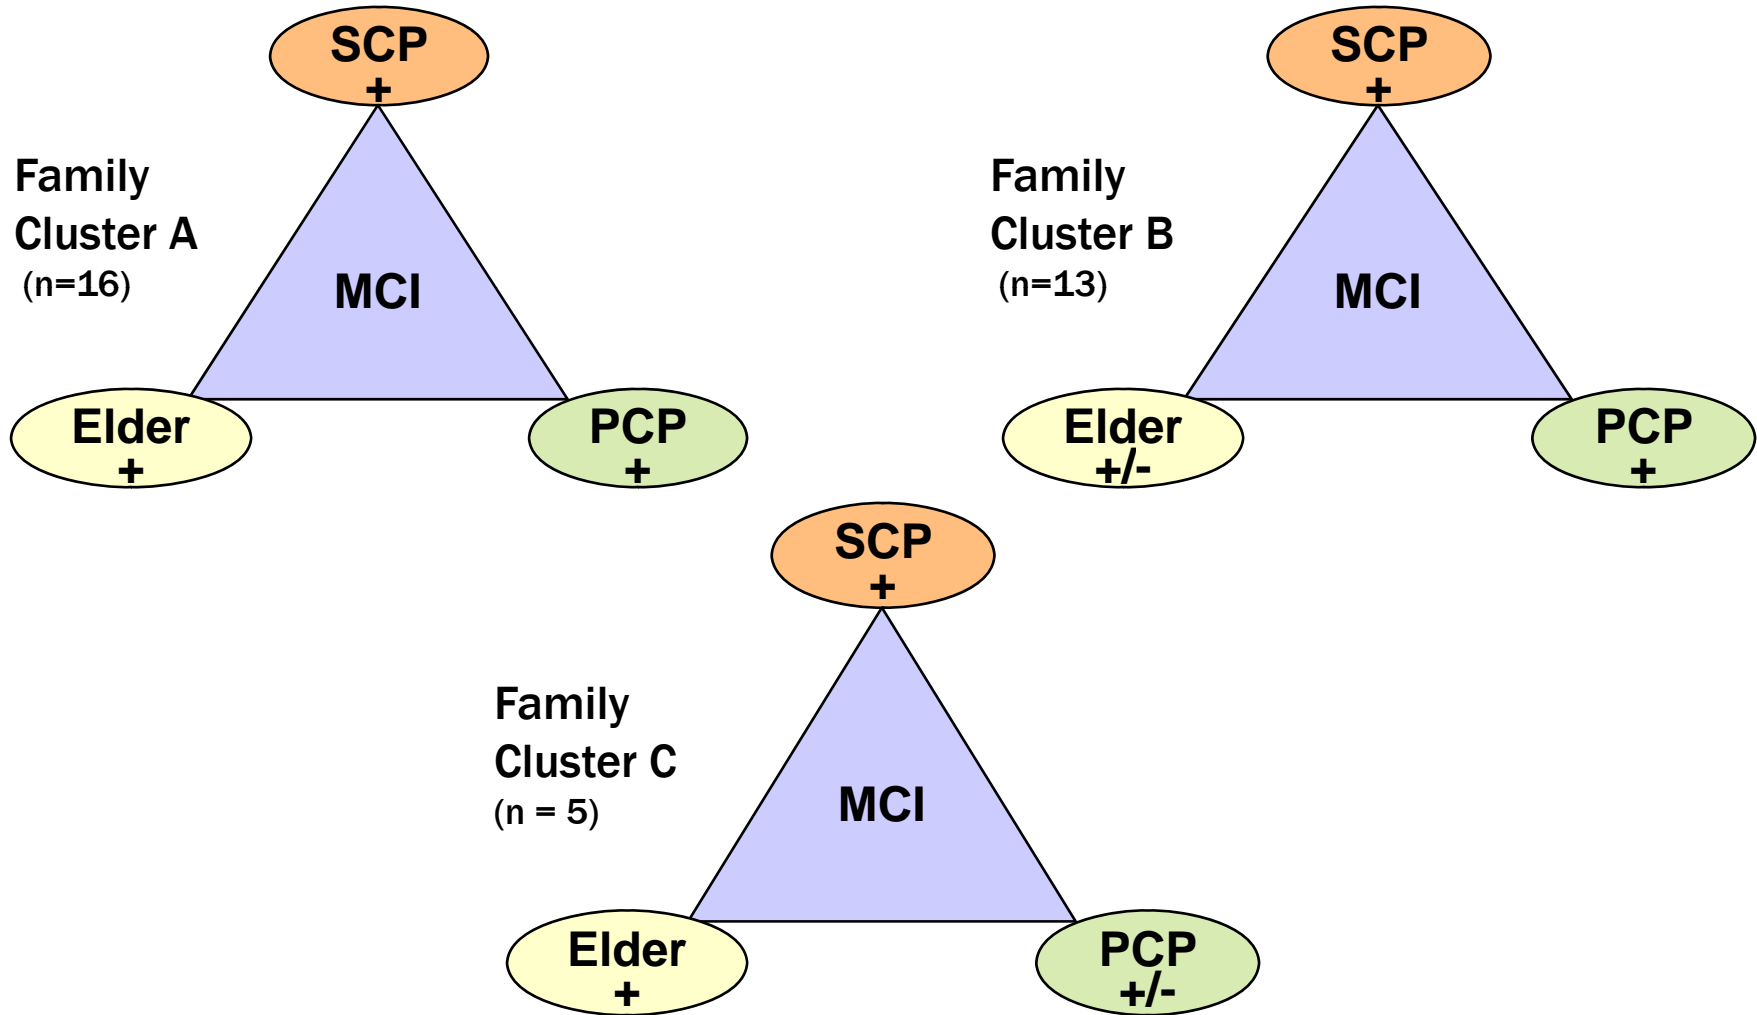 SCP
+
Family
Cluster A
(n=16)
MCI
Elder
+
PCP
+
SCP
+
Family
Cluster B
(n=13)
MCI
Elder
+/-
PCP
+
SCP
+
Family
Cluster C
(n = 5)
MCI
Elder
+
PCP
+/-